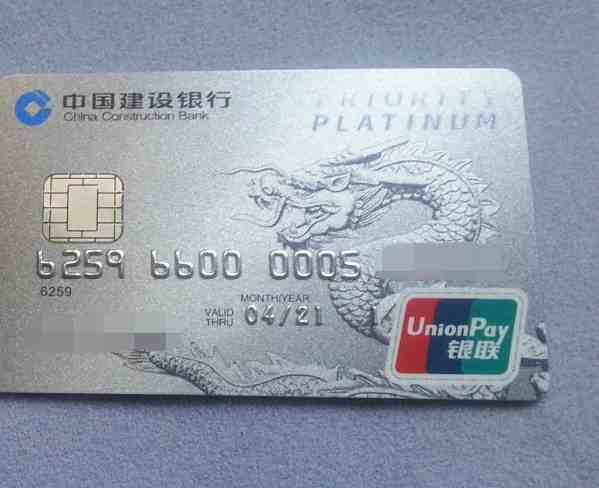 中国建设银行
China Construction Bank
PRIORITY
PLATINUM
6259 6600 0005
6259
MONTH/YEAR
VALID
THRU
04/21
UnionPay
银联